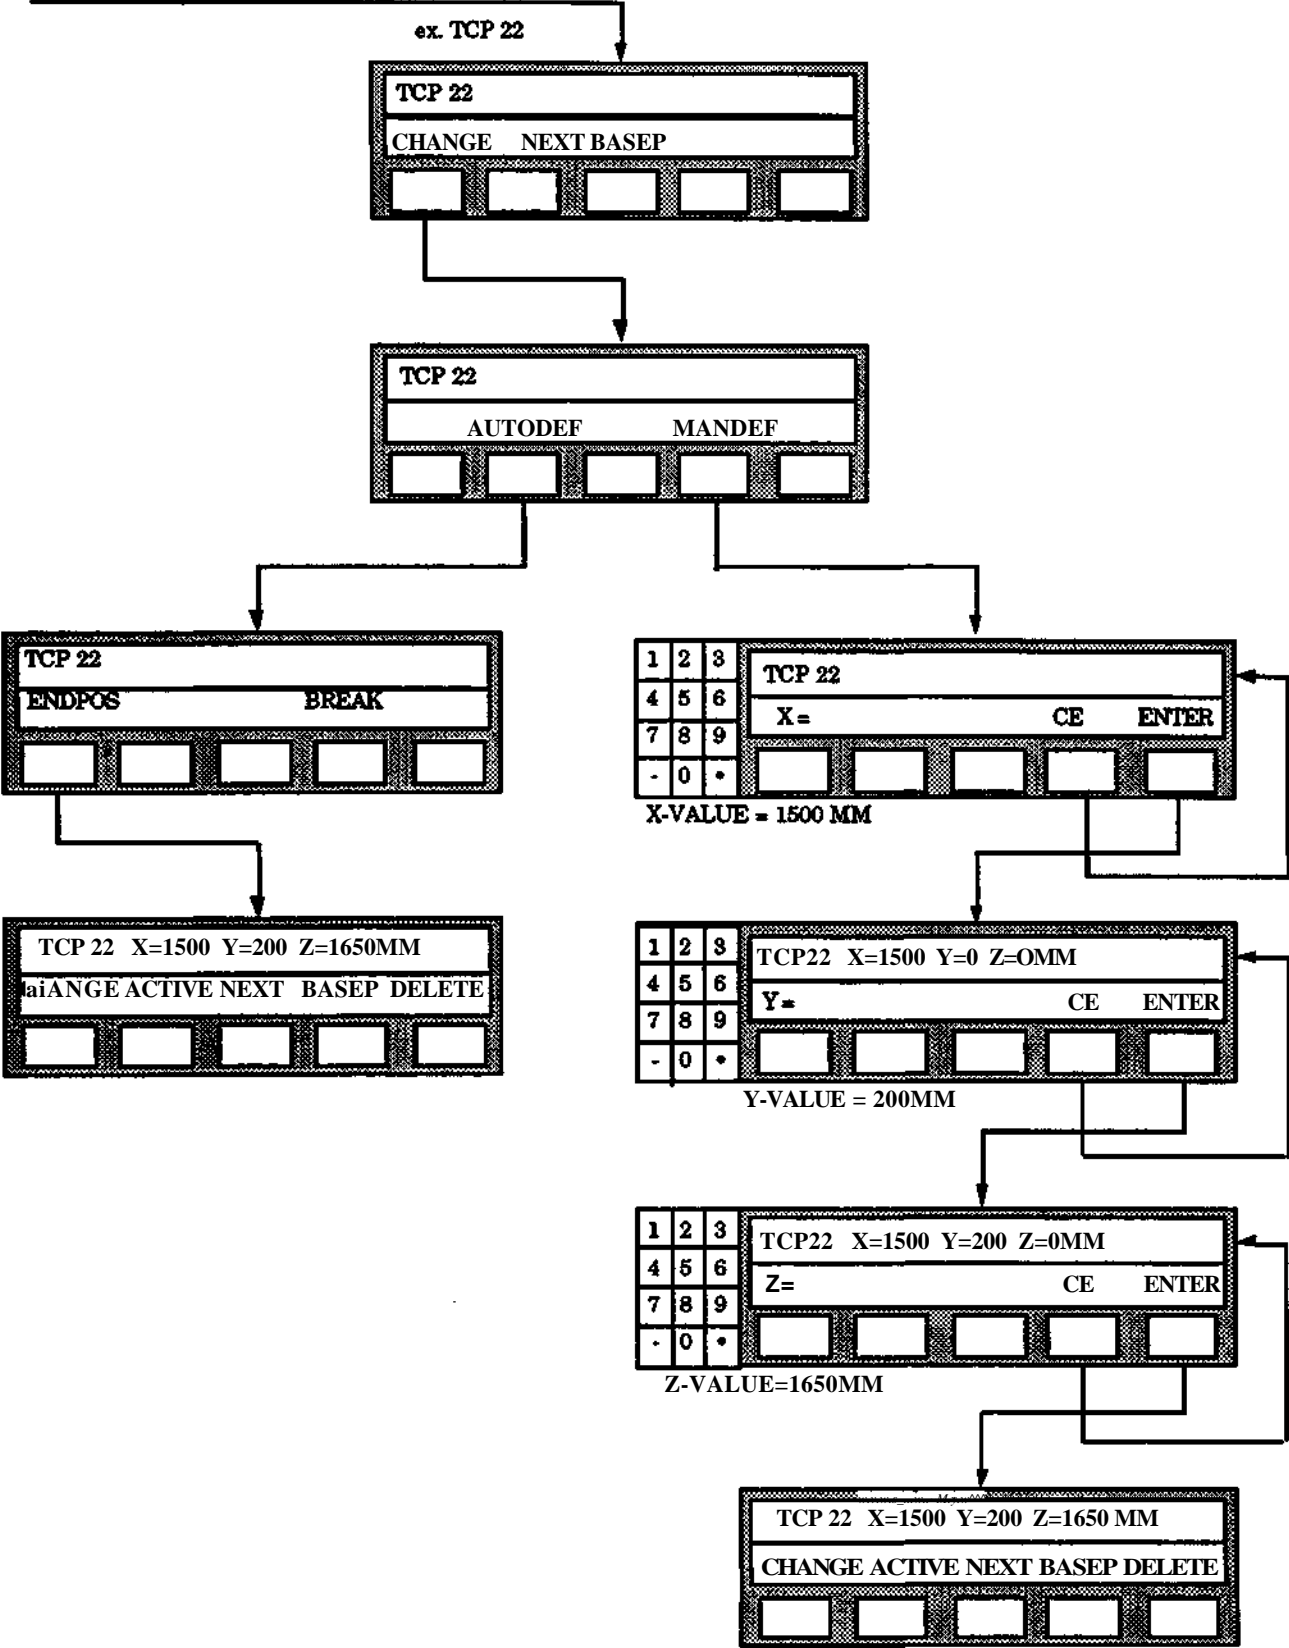 ex. TCP 22
TCP 22
CHANGE NEXT BASEP
TCP 22
AUTODEF MANDEF
TCP 22
ENDPOS BREAK
TCP 22 X=1500 Y=200 Z=1650MM
aiANGE ACTIVE NEXT BASEP DELETE
1 2 3
4 5 6
7 8 9
- 0 •
TCP 22
X= CE ENTER
X-VALUE = 1500 MM
1 2 3
4 5 6
7 8 9
- 0 •
TCP22 X=1500 Y=0 Z=OMM
Y= CE ENTER
Y-VALUE = 200MM
1 2 3
4 5 6
7 8 9
- 0 •
TCP22 X=1500 Y=200 Z=0MM
Z= CE ENTER
Z-VALUE=1650MM
TCP 22 X=1500 Y=200 Z=1650 MM
CHANGE ACTIVE NEXT BASEP DELETE